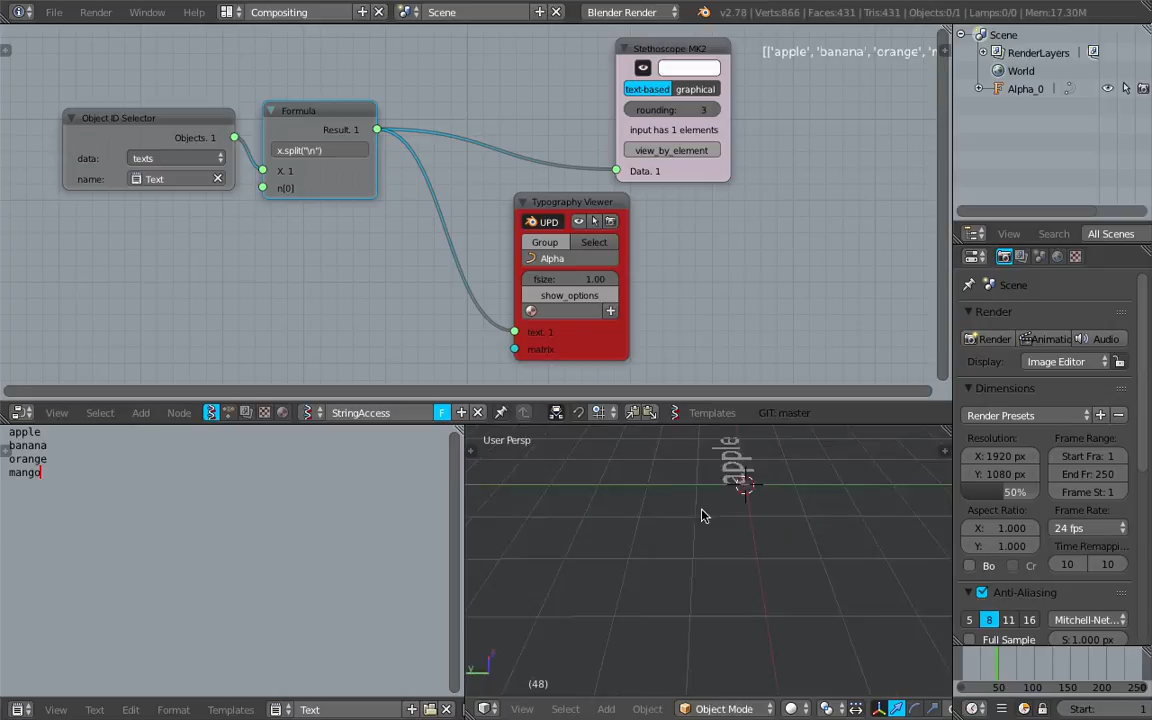 File Render Window Help Compositing Scene Blender Render v2.78 | Verts:866 | Faces:431 | Tris:431 | Objects:0/1 | Lamps:0/0 | Mem:17.30M
[['apple', 'banana', 'orange', 'm
Stethoscope MK2
text-based graphical
rounding: 3
input has 1 elements
view_by_element
Data. 1
Object ID Selector
Objects. 1
data: texts
name: Text
Formula
Result. 1
x.split("\n")
X. 1
n[0]
Typography Viewer
UPD
Group Select
Alpha
fsize: 1.00
show_options
text. 1
matrix
View Select Add Node StringAccess F Templates GIT: master
apple
banana
orange
mango
View Text Edit Format Templates Text
User Persp
apple
z
y
(48)
View Select Add Object Object Mode
Scene
RenderLayers
World
Alpha_0
View Search All Scenes
Scene
Render
Render Animatic Audio
Display: Image Editor
Dimensions
Render Presets
Resolution: Frame Range:
X: 1920 px Start Fra: 1
Y: 1080 px End Fr: 250
50% Frame St: 1
Aspect Ratio: Frame Rate:
X: 1.000 24 fps
Y: 1.000 Time Remappi...
Bo Cr 10 10
Anti-Aliasing
5 8 11 16 Mitchell-Net...
Full Sample S: 1.000 px
50 100 150 200 250
Start: 1